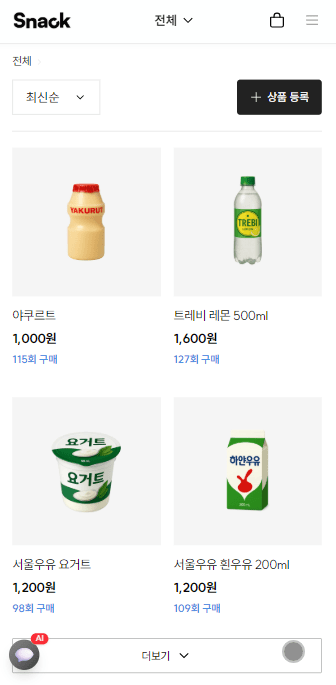 Snack
전체
전체
최신순
+ 상품 등록
YAKURUT
TREBI
야쿠르트
트레비 레몬 500ml
1,000원
1,600원
115회 구매
127회 구매
요거트
요거트
하얀우유
서울우유 요거트
서울우유 흰우유 200ml
1,200원
1,200원
98회 구매
109회 구매
AI
더보기